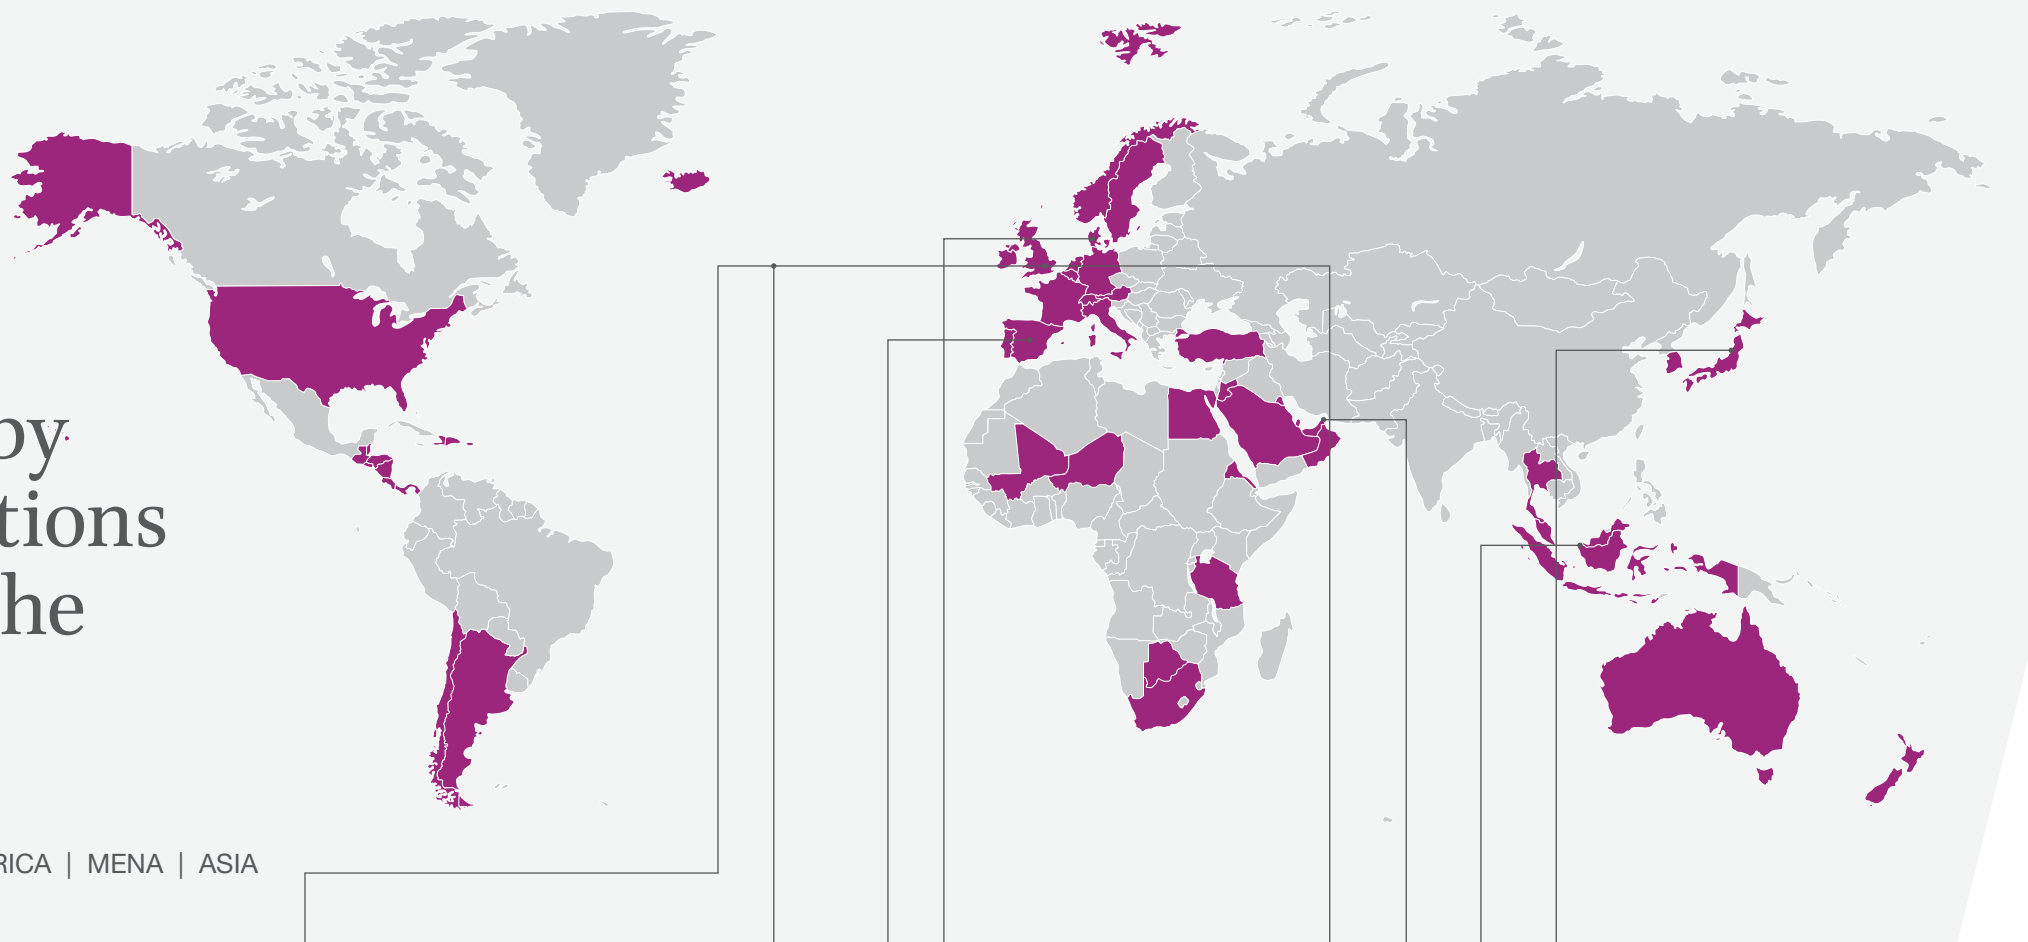 by
tions
he
RICA | MENA | ASIA